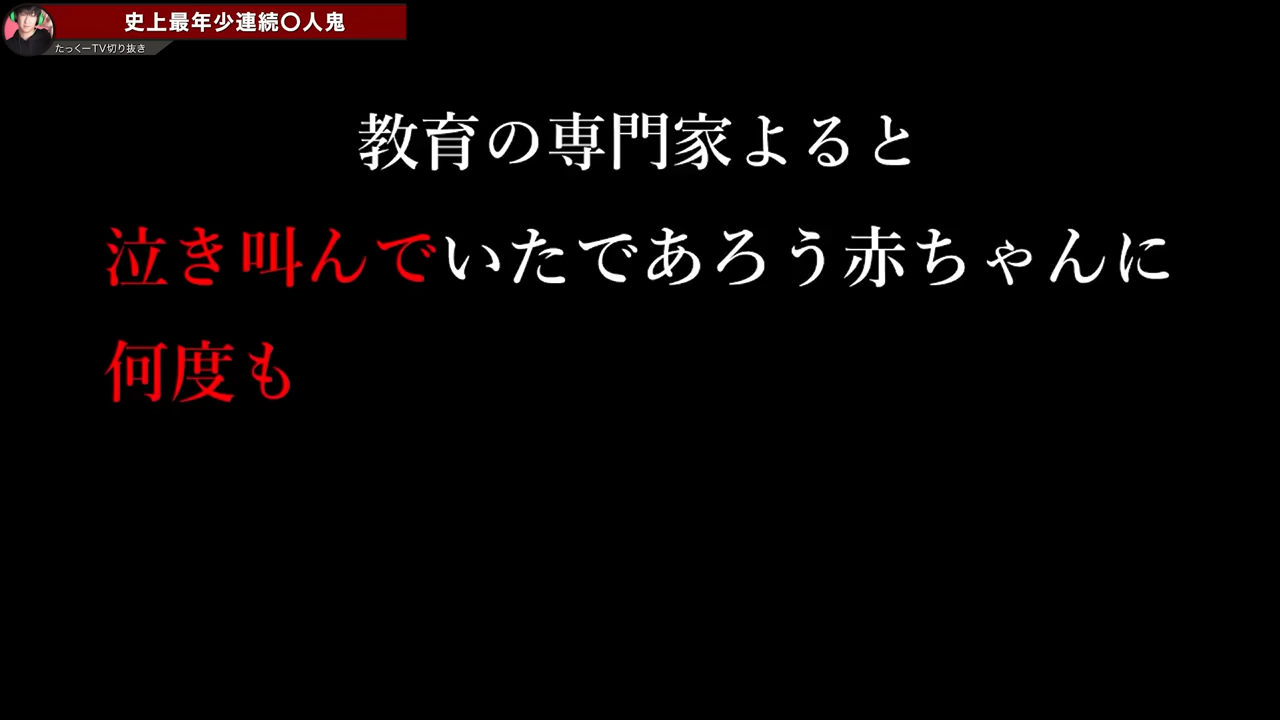 史上最年少連続〇人鬼
たっくーTV切り抜き
教育の専門家よると
泣き叫んでいたであろう赤ちゃんに
何度も